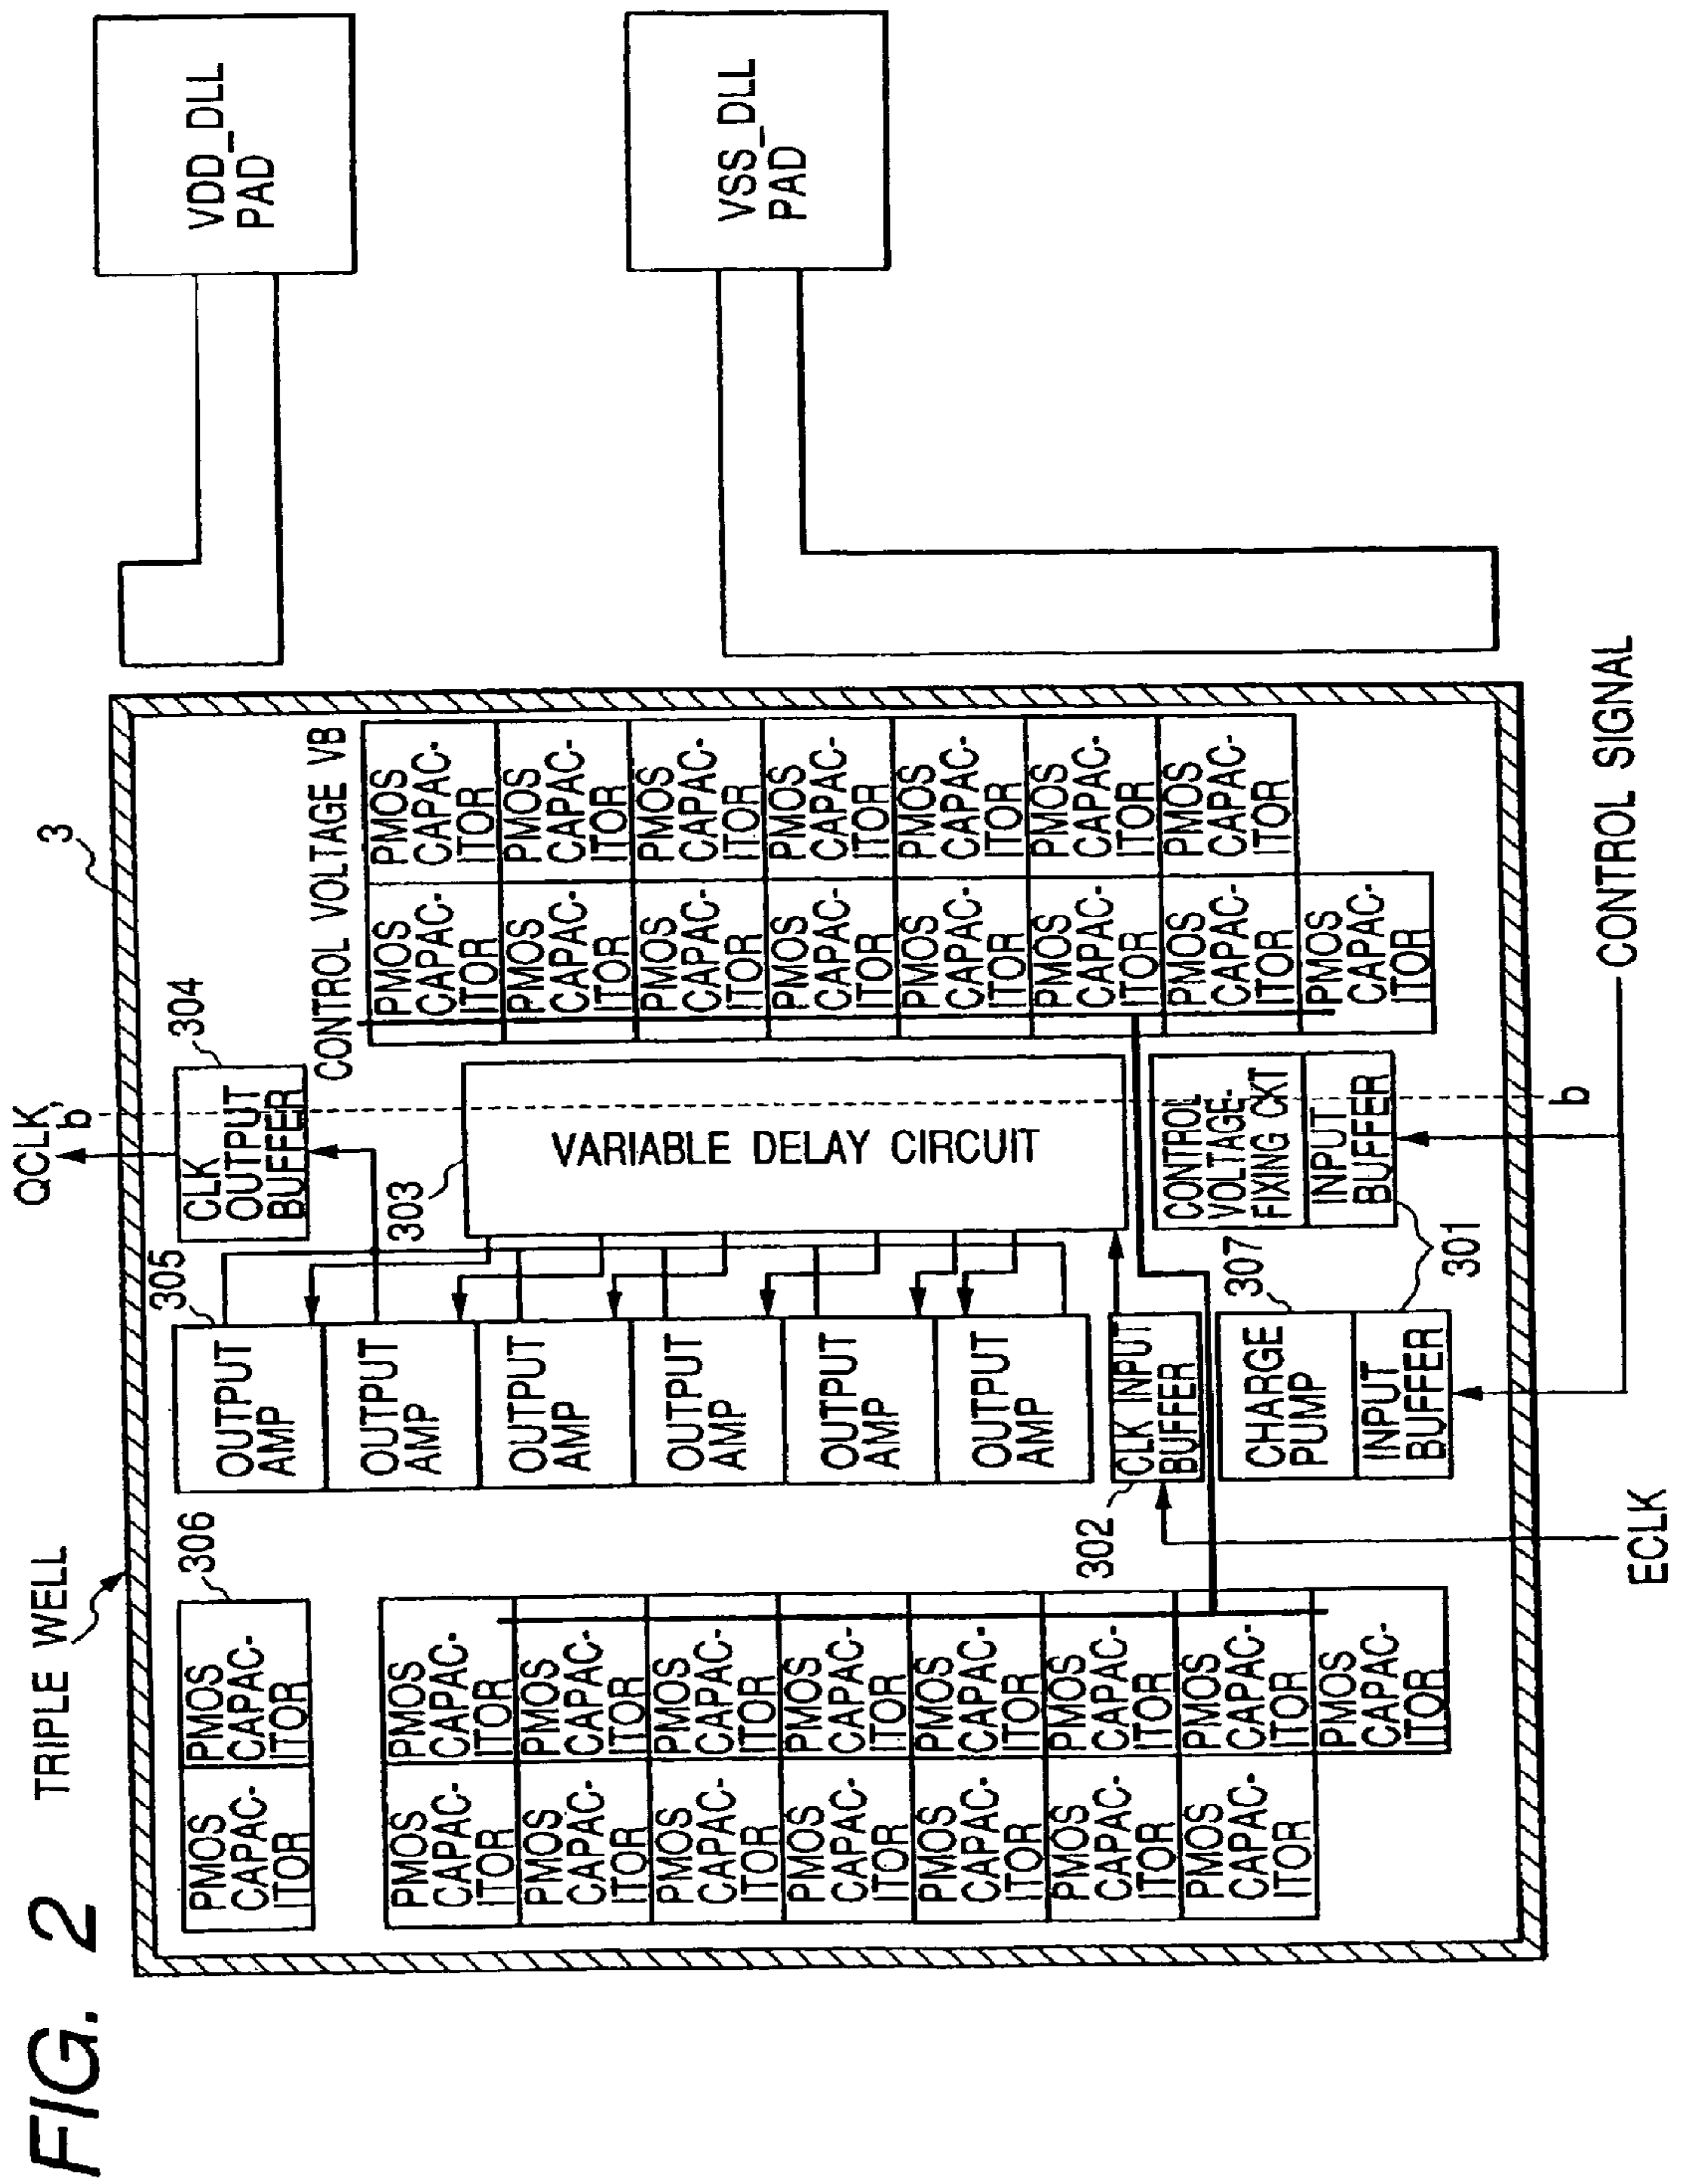 FIG. 2
TRIPLE WELL
3
QCLK
b
304
CLK
OUTPUT
BUFFER
305
306
PMOS
CAPAC-
ITOR
PMOS
CAPAC-
ITOR
PMOS
CAPAC-
ITOR
PMOS
CAPAC-
ITOR
PMOS
CAPAC-
ITOR
PMOS
CAPAC-
ITOR
PMOS
CAPAC-
ITOR
PMOS
CAPAC-
ITOR
PMOS
CAPAC-
ITOR
PMOS
CAPAC-
ITOR
PMOS
CAPAC-
ITOR
PMOS
CAPAC-
ITOR
PMOS
CAPAC-
ITOR
PMOS
CAPAC-
ITOR
PMOS
CAPAC-
ITOR
PMOS
CAPAC-
ITOR
PMOS
CAPAC-
ITOR
OUTPUT
AMP
OUTPUT
AMP
OUTPUT
AMP
OUTPUT
AMP
OUTPUT
AMP
OUTPUT
AMP
302
CLK INPUT
BUFFER
307
CHARGE
PUMP
INPUT
BUFFER
301
303
VARIABLE DELAY CIRCUIT
CONTROL
VOLTAGE-
FIXING CKT
INPUT
BUFFER
b
CONTROL VOLTAGE VB
PMOS
CAPAC-
ITOR
PMOS
CAPAC-
ITOR
PMOS
CAPAC-
ITOR
PMOS
CAPAC-
ITOR
PMOS
CAPAC-
ITOR
PMOS
CAPAC-
ITOR
PMOS
CAPAC-
ITOR
PMOS
CAPAC-
ITOR
PMOS
CAPAC-
ITOR
PMOS
CAPAC-
ITOR
PMOS
CAPAC-
ITOR
PMOS
CAPAC-
ITOR
PMOS
CAPAC-
ITOR
PMOS
CAPAC-
ITOR
PMOS
CAPAC-
ITOR
VDD_DLL
PAD
VSS_DLL
PAD
ECLK
CONTROL SIGNAL